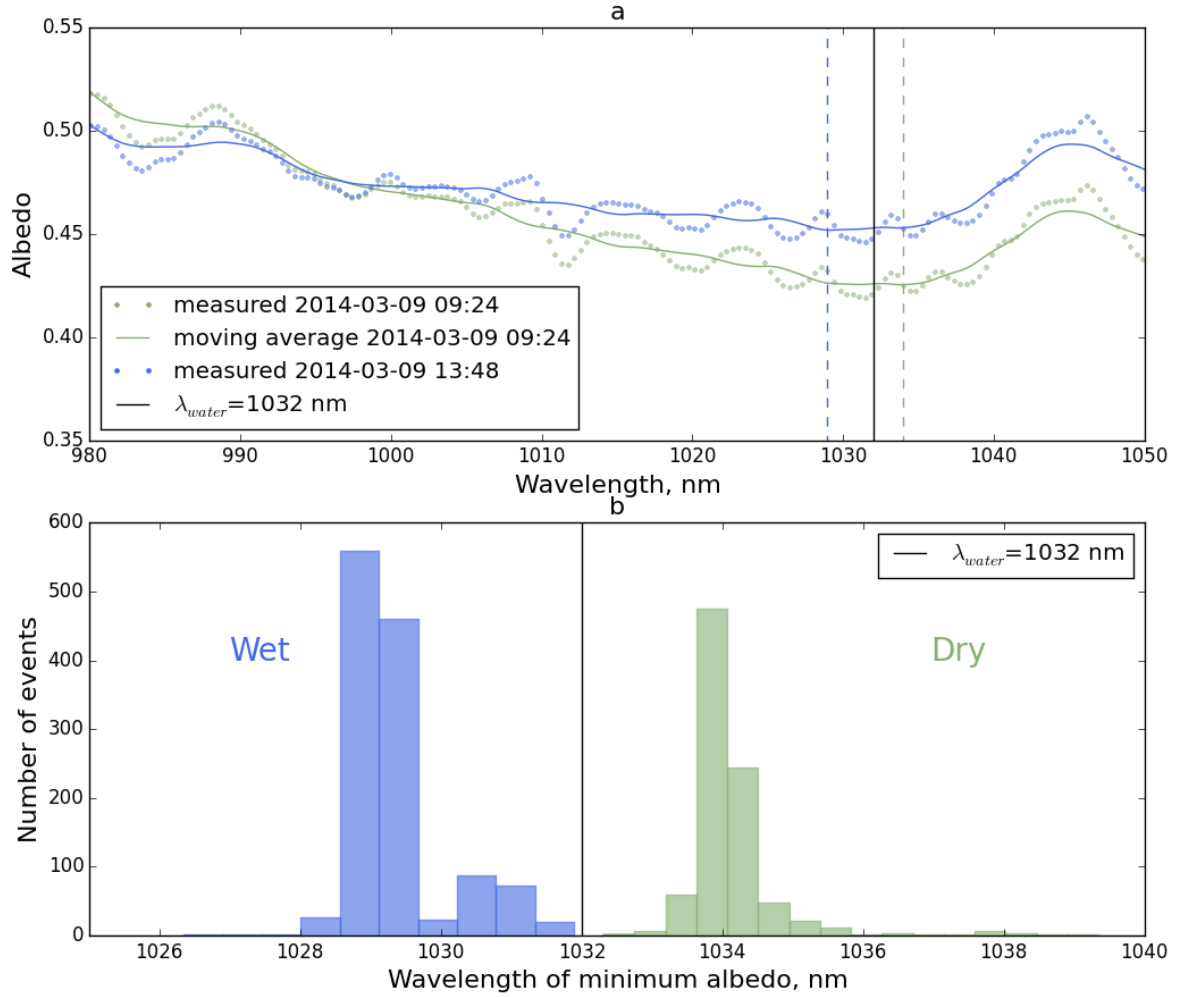 a
0.55
0.50
0.45
0.40
0.35
Albedo
measured 2014-03-09 09:24
moving average 2014-03-09 09:24
measured 2014-03-09 13:48
λwater=1032 nm
980 990 1000 1010 1020 1030 1040 1050
Wavelength, nm
b
600
500
400
300
200
100
0
Number of events
λwater=1032 nm
Wet
Dry
1026 1028 1030 1032 1034 1036 1038 1040
Wavelength of minimum albedo, nm